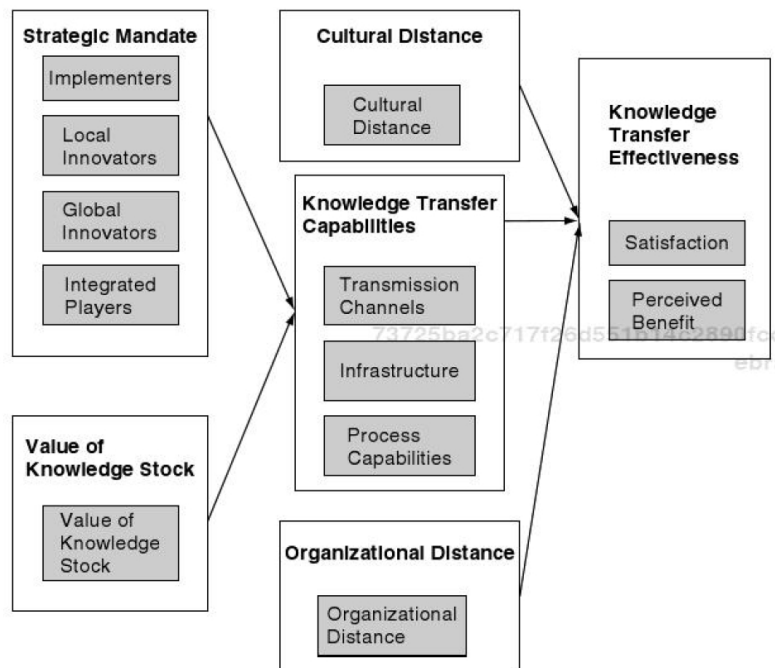 Strategic Mandate
Implementers
Local
Innovators
Global
Innovators
Integrated
Players
Value of
Knowledge Stock
Value of
Knowledge
Stock
Cultural Distance
Cultural
Distance
Knowledge Transfer
Capabilities
Transmission
Channels
Infrastructure
Process
Capabilities
Organizational Distance
Organizational
Distance
Knowledge
Transfer
Effectiveness
Satisfaction
Perceived
Benefit
ebr